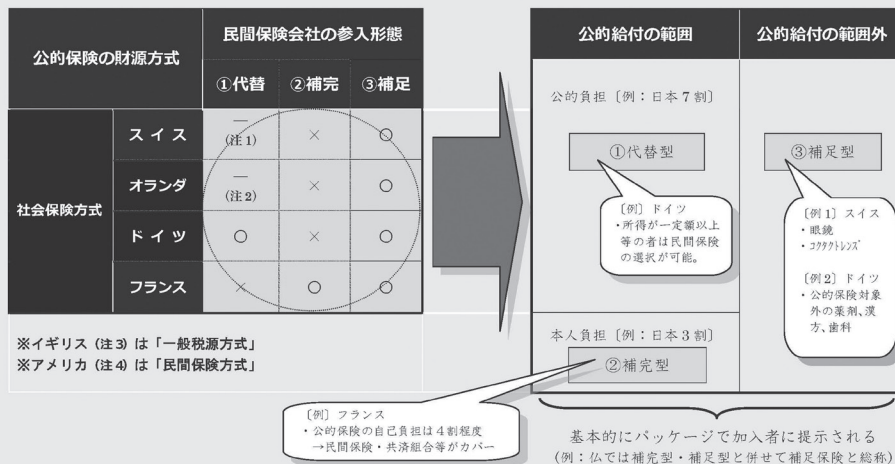 公的保険の財源方式
民間保険会社の参入形態
①代替 ②補完 ③補足
社会保険方式
スイス ― (注1) × ○
オランダ ― (注2) × ○
ドイツ ○ × ○
フランス × ○ ○
※イギリス（注3）は「一般税源方式」
※アメリカ（注4）は「民間保険方式」
公的給付の範囲
公的給付の範囲外
公的負担〔例：日本7割〕
①代替型
〔例〕ドイツ
・所得が一定額以上
等の者は民間保険
の選択が可能。
③補足型
〔例1〕スイス
・眼鏡
・コンタクトレンズ
〔例2〕ドイツ
・公的保険対象
外の薬剤、漢
方、歯科
本人負担〔例：日本3割〕
②補完型
〔例〕フランス
・公的保険の自己負担は4割程度
→民間保険・共済組合等がカバー
基本的にパッケージで加入者に提示される
(例：仏では補完型・補足型と併せて補足保険と総称)